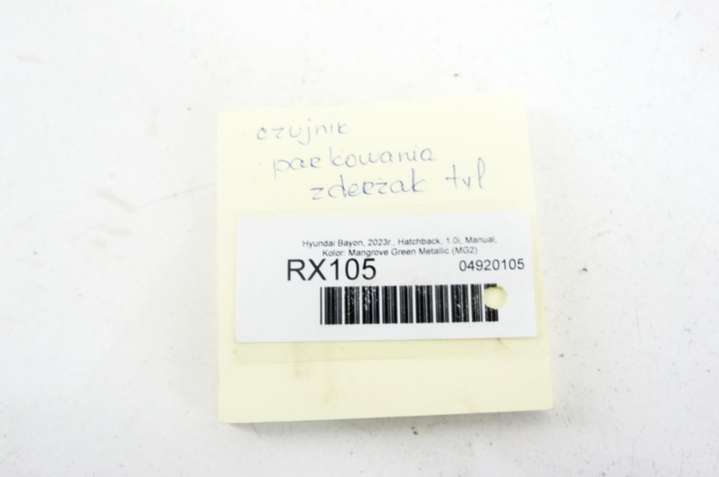 czujnik
parkowania
zderzak tył
Hyundai Bayon, 2023r., Hatchback, 1.0i, Manual,
Kolor: Mangrove Green Metallic (MG2)
RX105 04920105